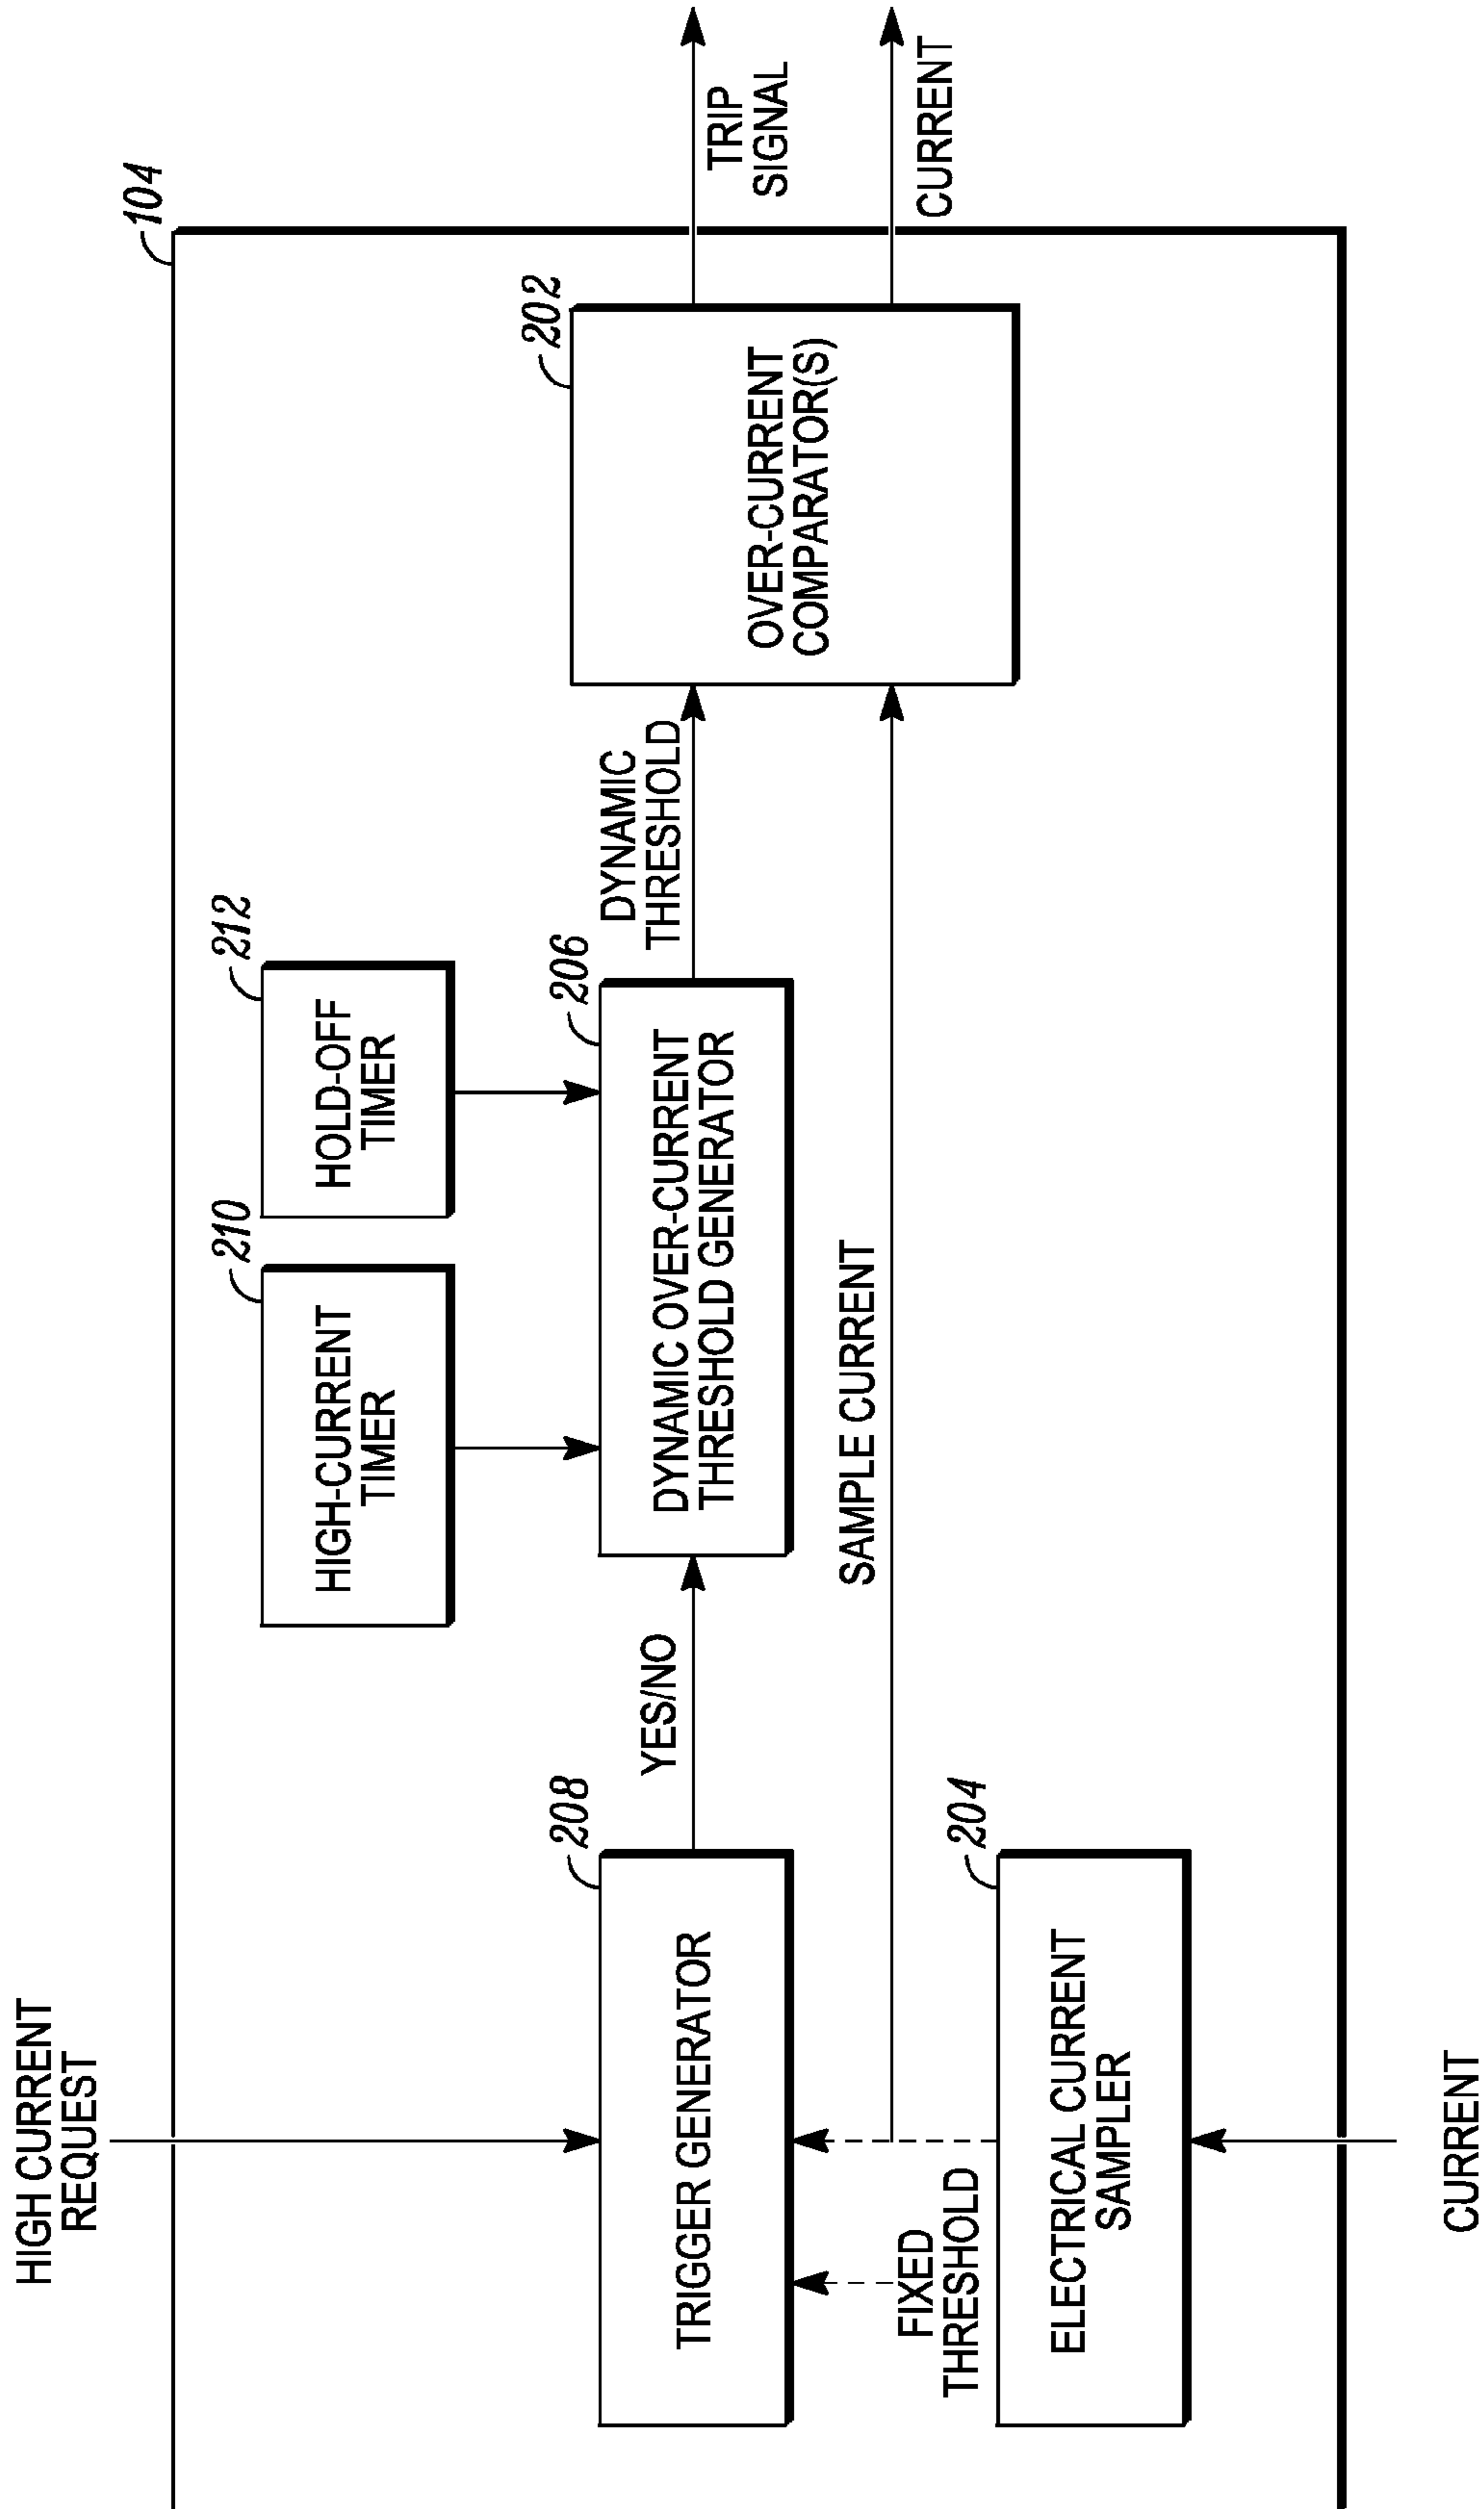 HIGH CURRENT
REQUEST
104
210
HIGH-CURRENT
TIMER
212
HOLD-OFF
TIMER
208
TRIGGER GENERATOR
YES/NO
206
DYNAMIC OVER-CURRENT
THRESHOLD GENERATOR
DYNAMIC
THRESHOLD
202
OVER-CURRENT
COMPARATOR(S)
TRIP
SIGNAL
CURRENT
SAMPLE CURRENT
FIXED
THRESHOLD
204
ELECTRICAL CURRENT
SAMPLER
CURRENT